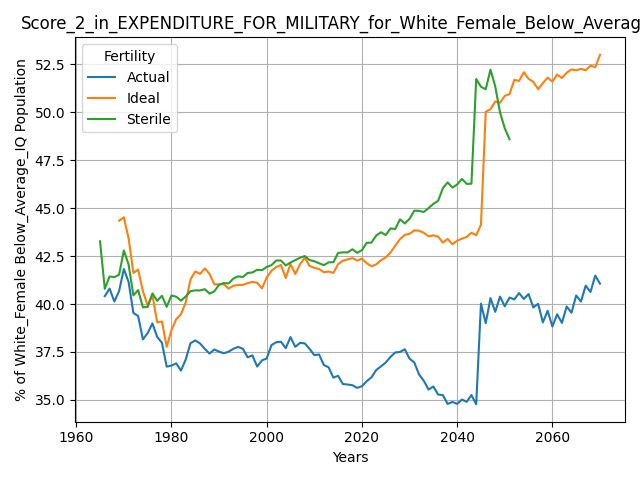 Score_2_in_EXPENDITURE_FOR_MILITARY_for_White_Female_Below_Averag
Fertility
Actual
Ideal
Sterile
% of White_Female Below_Average_IQ Population
52.5
50.0
47.5
45.0
42.5
40.0
37.5
35.0
1960
1980
2000
2020
2040
2060
Years